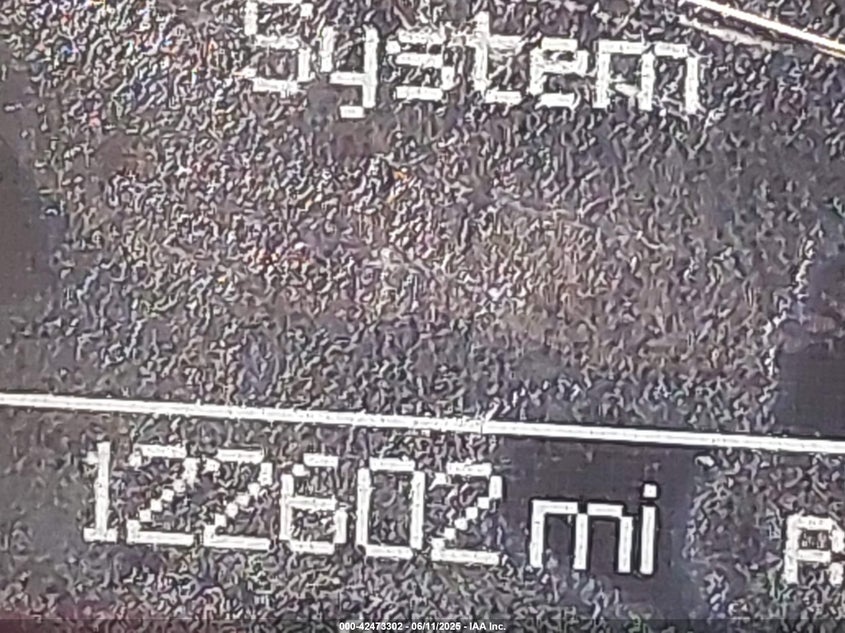 System
122602 mi
000-42473302 - 06/11/2025 - IAA Inc.